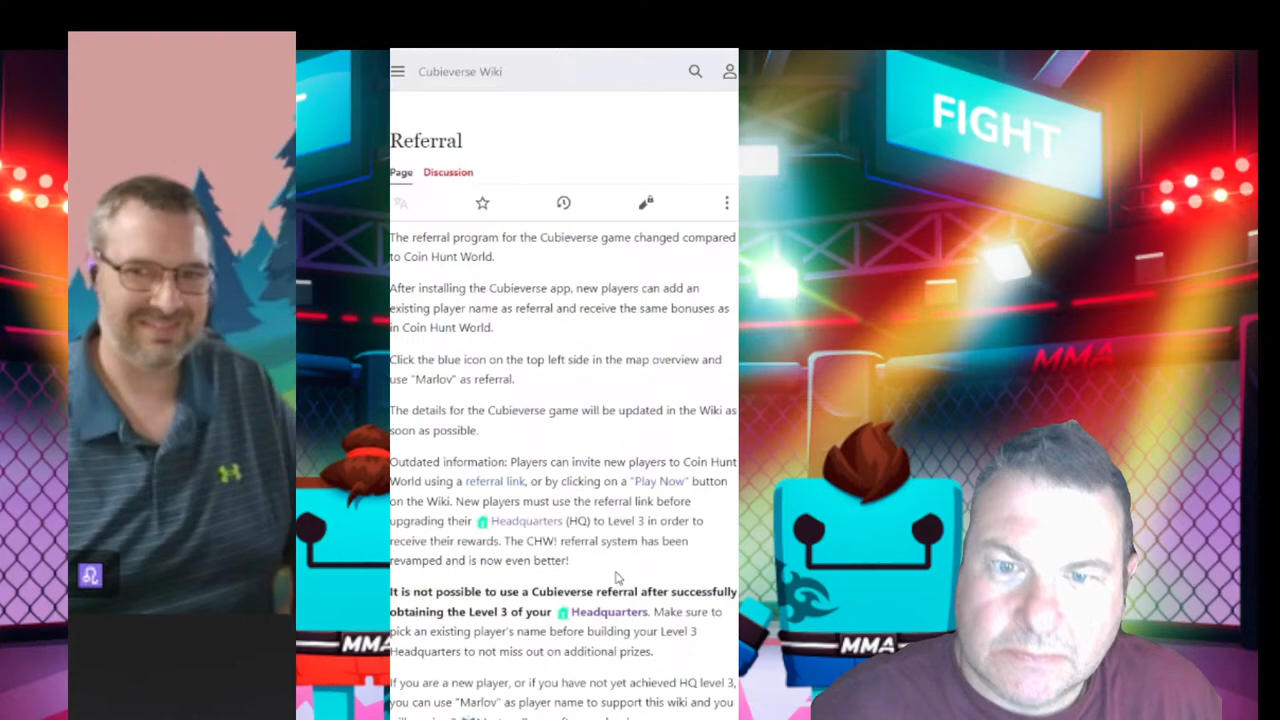 Cubieverse Wiki
FIGHT
Referral
Page Discussion
The referral program for the Cubieverse game changed compared
to Coin Hunt World.
After installing the Cubieverse app, new players can add an
existing player name as referral and receive the same bonuses as
in Coin Hunt World.
Click the blue icon on the top left side in the map overview and
use "Marlov" as referral.
MMA
The details for the Cubieverse game will be updated in the Wiki as
soon as possible.
Outdated information: Players can invite new players to Coin Hunt
World using a referral link, or by clicking on a "Play Now" button
on the Wiki. New players must use the referral link before
upgrading their Headquarters (HQ) to Level 3 in order to
receive their rewards. The CHW! referral system has been
revamped and is now even better!
It is not possible to use a Cubieverse referral after successfully
obtaining the Level 3 of your Headquarters. Make sure to
pick an existing player's name before building your Level 3
Headquarters to not miss out on additional prizes.
MMA
MMA
If you are a new player, or if you have not yet achieved HQ level 3,
you can use "Marlov" as player name to support this wiki and you